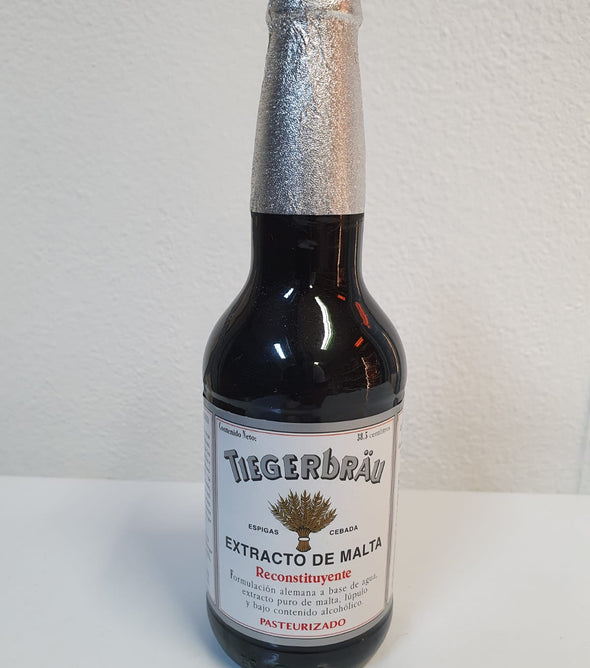 Contenido Neto: 38.5 centilitros
TIEGERbRÄU
ESPIGAS CEBADA
EXTRACTO DE MALTA
Reconstituyente
Formulación alemana a base de agua,
extracto puro de malta, lúpulo
y bajo contenido alcohólico.
PASTEURIZADO